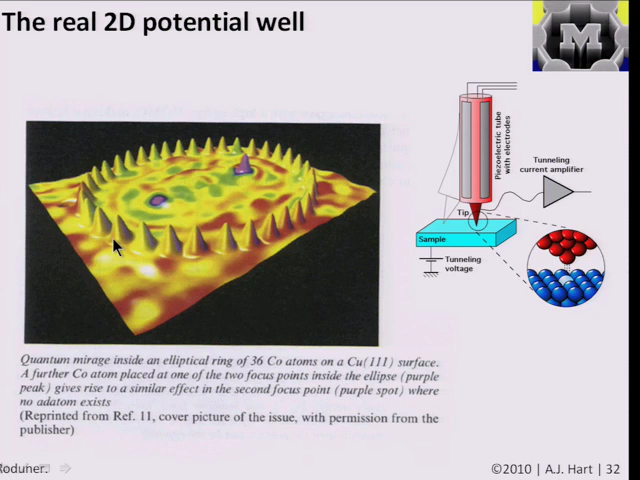 The real 2D potential well
M
Piezoelectric tube
with electrodes
Tunneling
current amplifier
Tip
Sample
Tunneling
voltage
Quantum mirage inside an elliptical ring of 36 Co atoms on a Cu(111) surface.
A further Co atom placed at one of the two focus points inside the ellipse (purple
peak) gives rise to a similar effect in the second focus point (purple spot) where
no adatom exists
(Reprinted from Ref. 11, cover picture of the issue, with permission from the
publisher)
Roduner.
©2010 | A.J. Hart | 32